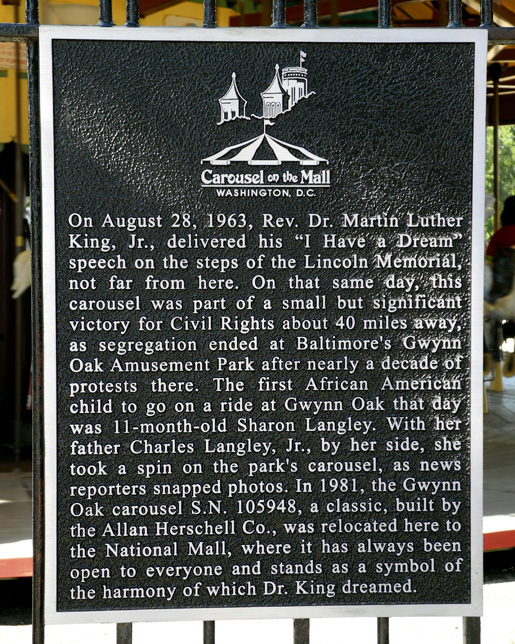 Carousel on the Mall
WASHINGTON, D.C.
On August 28, 1963, Rev. Dr. Martin Luther
King, Jr., delivered his “I Have a Dream”
speech on the steps of the Lincoln Memorial,
not far from here. On that same day, this
carousel was part of a small but significant
victory for Civil Rights about 40 miles away,
as segregation ended at Baltimore's Gwynn
Oak Amusement Park after nearly a decade of
protests there. The first African American
child to go on a ride at Gwynn Oak that day
was 11-month-old Sharon Langley. With her
father Charles Langley, Jr., by her side, she
took a spin on the park's carousel, as news
reporters snapped photos. In 1981, the Gwynn
Oak carousel S.N. 105948, a classic, built by
the Allan Herschell Co., was relocated here to
the National Mall, where it has always been
open to everyone and stands as a symbol of
the harmony of which Dr. King dreamed.